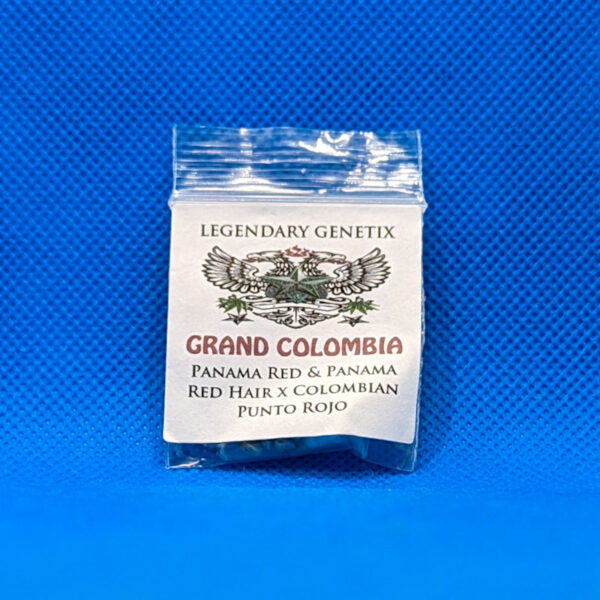 LEGENDARY GENETIX
GRAND COLOMBIA
PANAMA RED & PANAMA
RED HAIR X COLOMBIAN
PUNTO ROJO